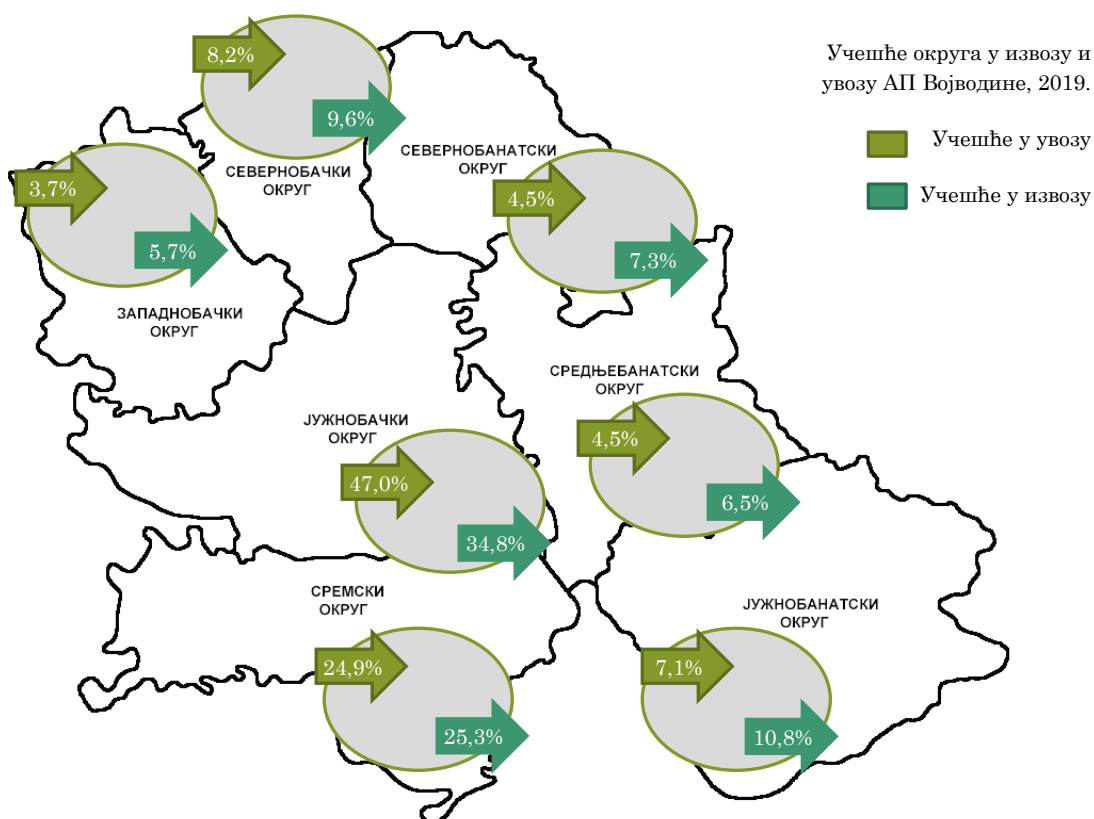 Учешће округа у извозу и
увозу АП Војводине, 2019.
Учешће у увозу
Учешће у извозу
8,2%
9,6%
СЕВЕРНОБАЧКИ
ОКРУГ
СЕВЕРНОБАНАТСКИ
ОКРУГ
4,5%
7,3%
3,7%
5,7%
ЗАПАДНОБАЧКИ
ОКРУГ
СРЕДЊЕБАНАТСКИ
ОКРУГ
4,5%
6,5%
ЈУЖНОБАЧКИ
ОКРУГ
47,0%
34,8%
СРЕМСКИ
ОКРУГ
24,9%
25,3%
ЈУЖНОБАНАТСКИ
ОКРУГ
7,1%
10,8%